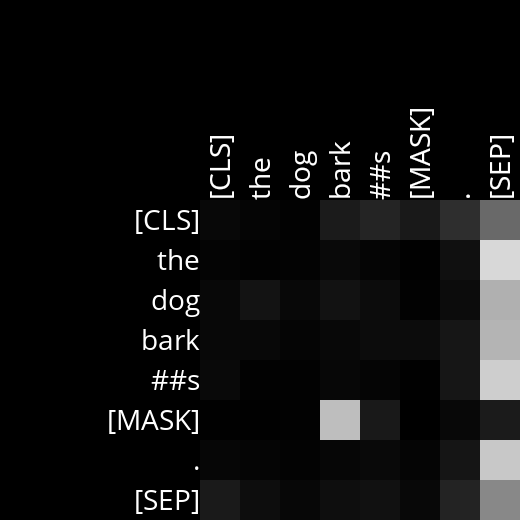 [CLS] the dog bark ##s [MASK] . [SEP]
[CLS]
the
dog
bark
##s
[MASK]
.
[SEP]